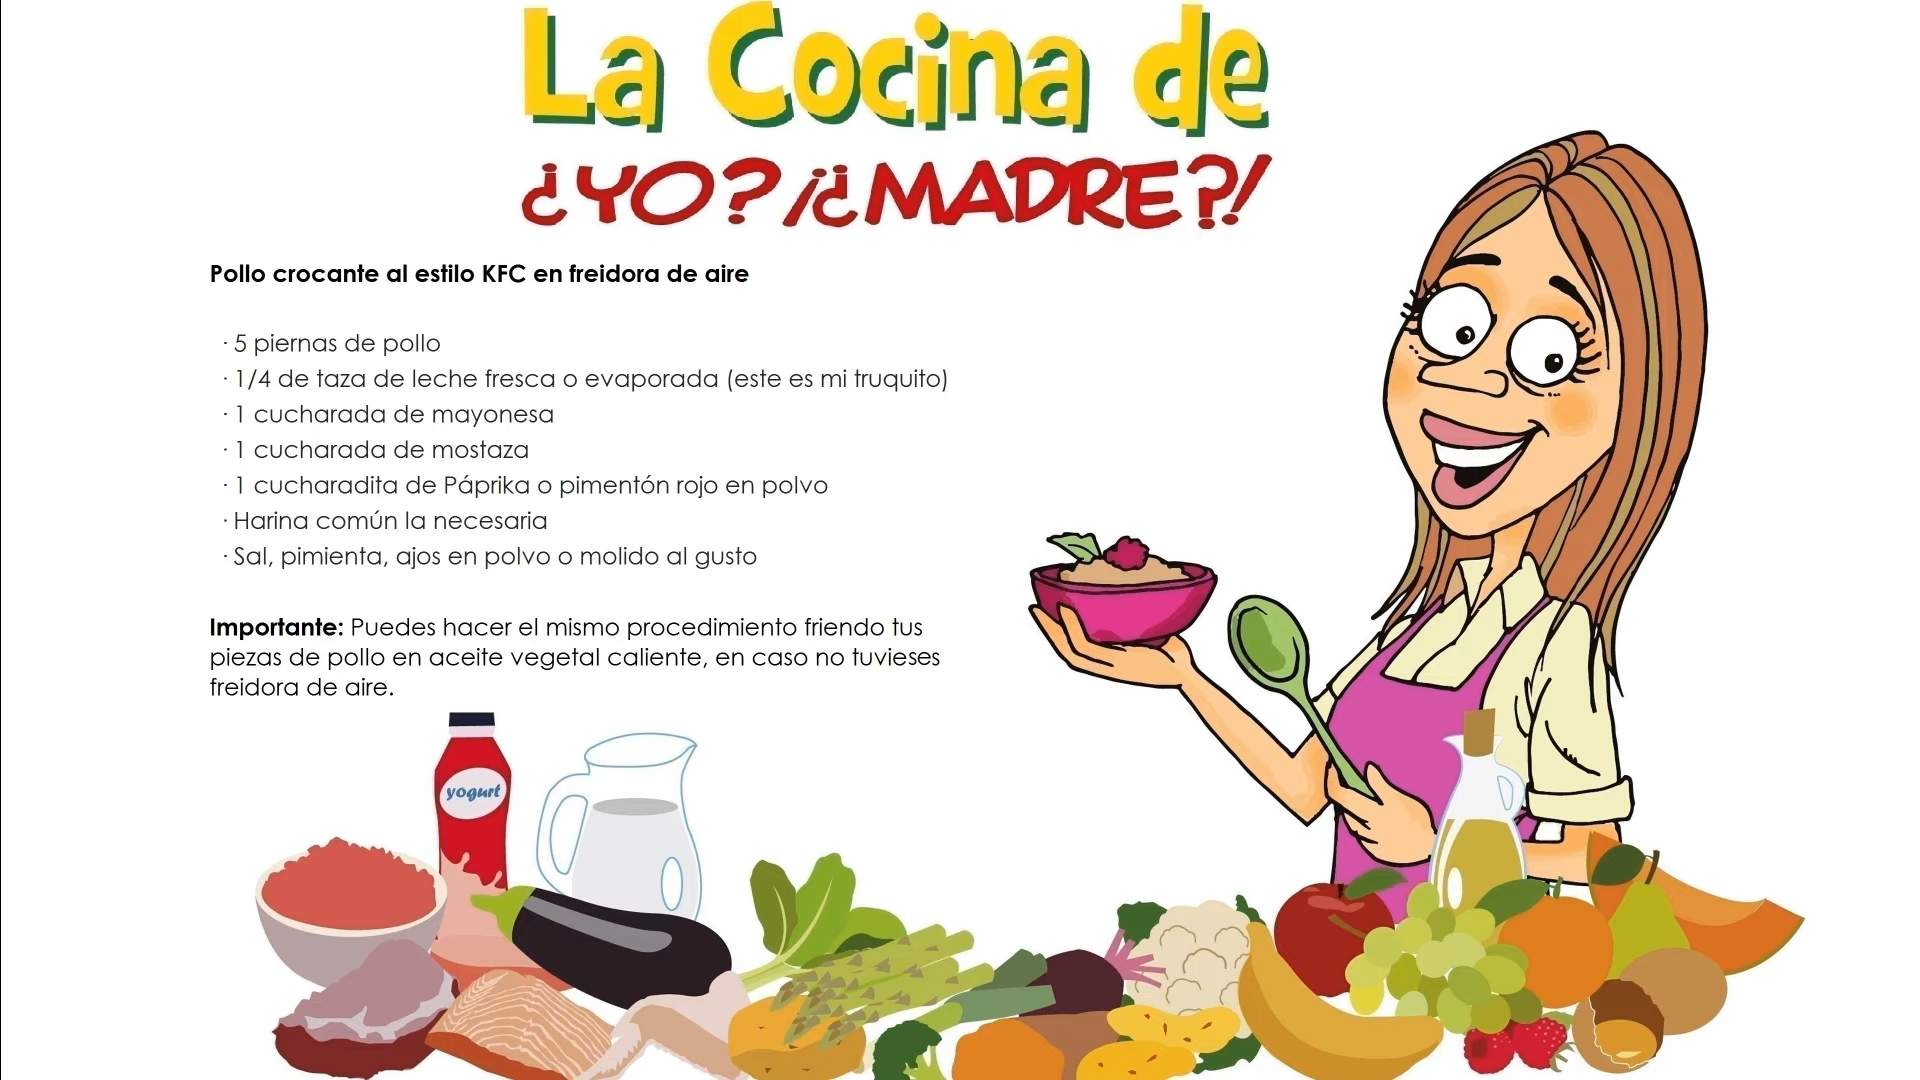 La Cocina de
¿YO? ¡¿MADRE?!
Pollo crocante al estilo KFC en freidora de aire
· 5 piernas de pollo
· 1/4 de taza de leche fresca o evaporada (este es mi truquito)
· 1 cucharada de mayonesa
· 1 cucharada de mostaza
· 1 cucharadita de Páprika o pimentón rojo en polvo
· Harina común la necesaria
· Sal, pimienta, ajos en polvo o molido al gusto
Importante: Puedes hacer el mismo procedimiento friendo tus
piezas de pollo en aceite vegetal caliente, en caso no tuvieses
freidora de aire.
yogurt